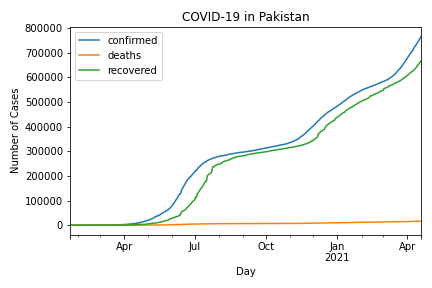 COVID-19 in Pakistan
confirmed
deaths
recovered
Number of Cases
800000
700000
600000
500000
400000
300000
200000
100000
0
Apr
Jul
Oct
Jan
2021
Apr
Day